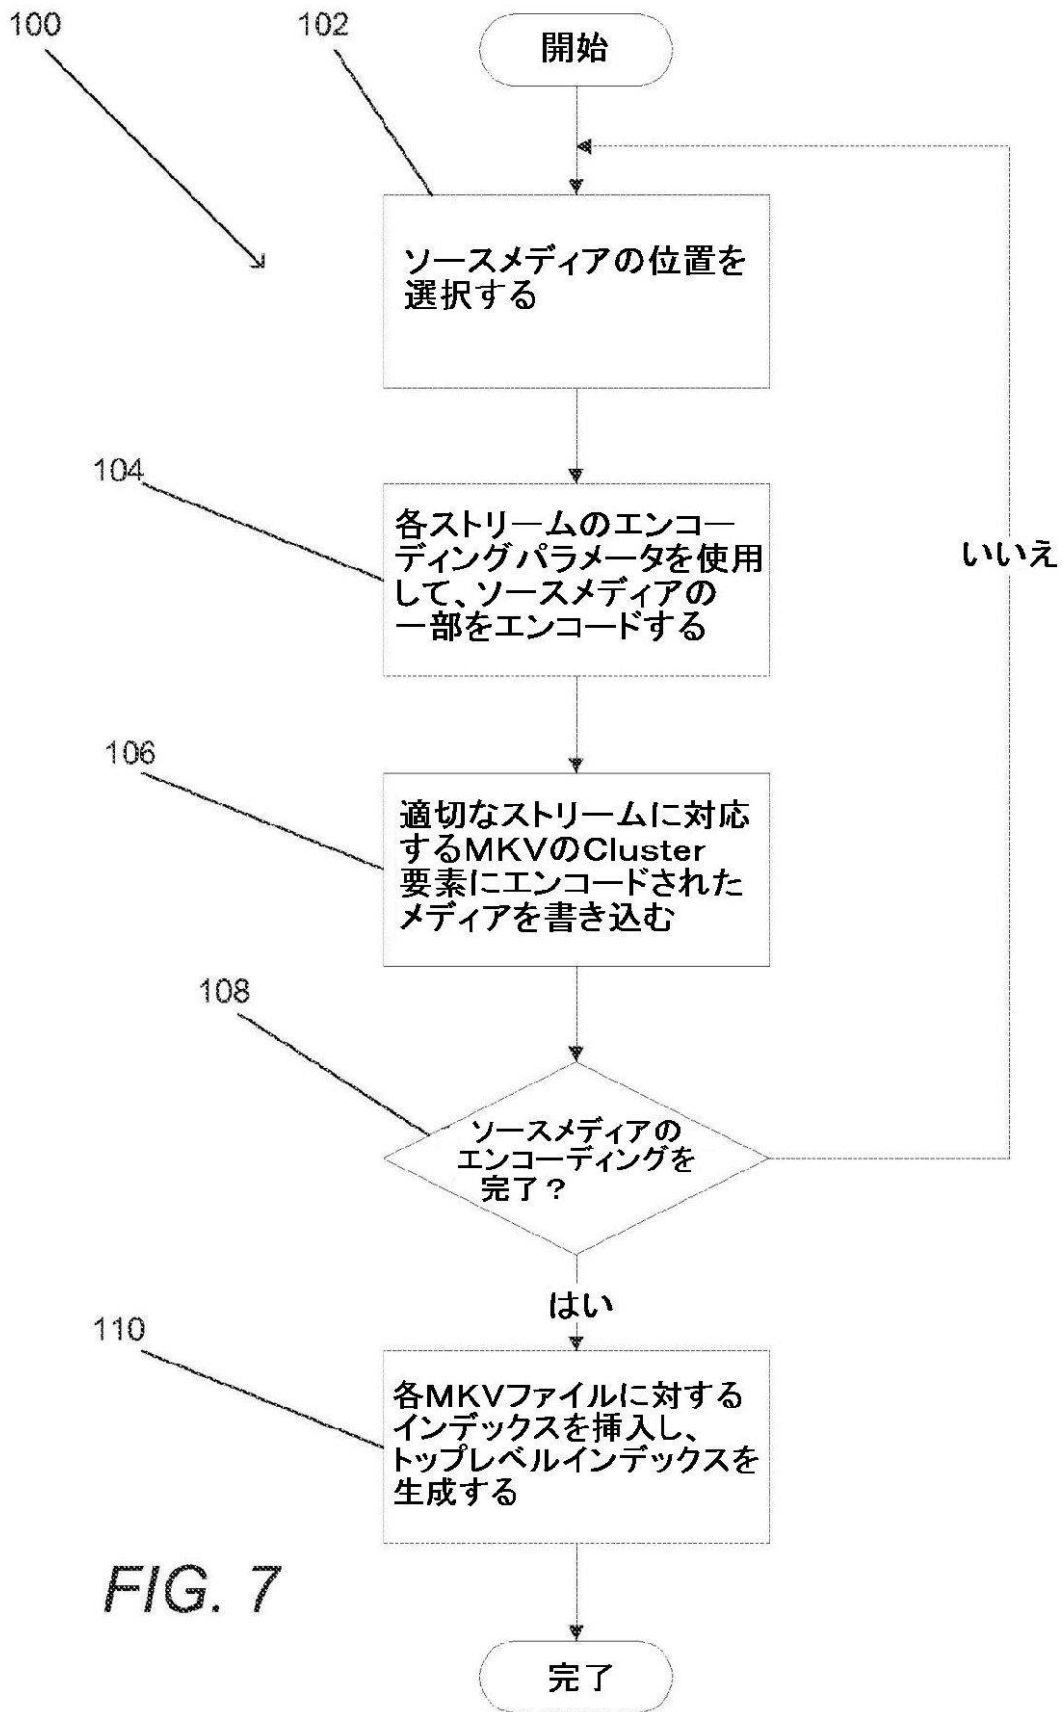 100
102
開始
ソースメディアの位置を
選択する
104
各ストリームのエンコー
ディングパラメータを使用
して、ソースメディアの
一部をエンコードする
いいえ
106
適切なストリームに対応
するMKVのCluster
要素にエンコードされた
メディアを書き込む
108
ソースメディアの
エンコーディングを
完了？
はい
110
各MKVファイルに対する
インデックスを挿入し、
トップレベルインデックスを
生成する
FIG. 7
完了